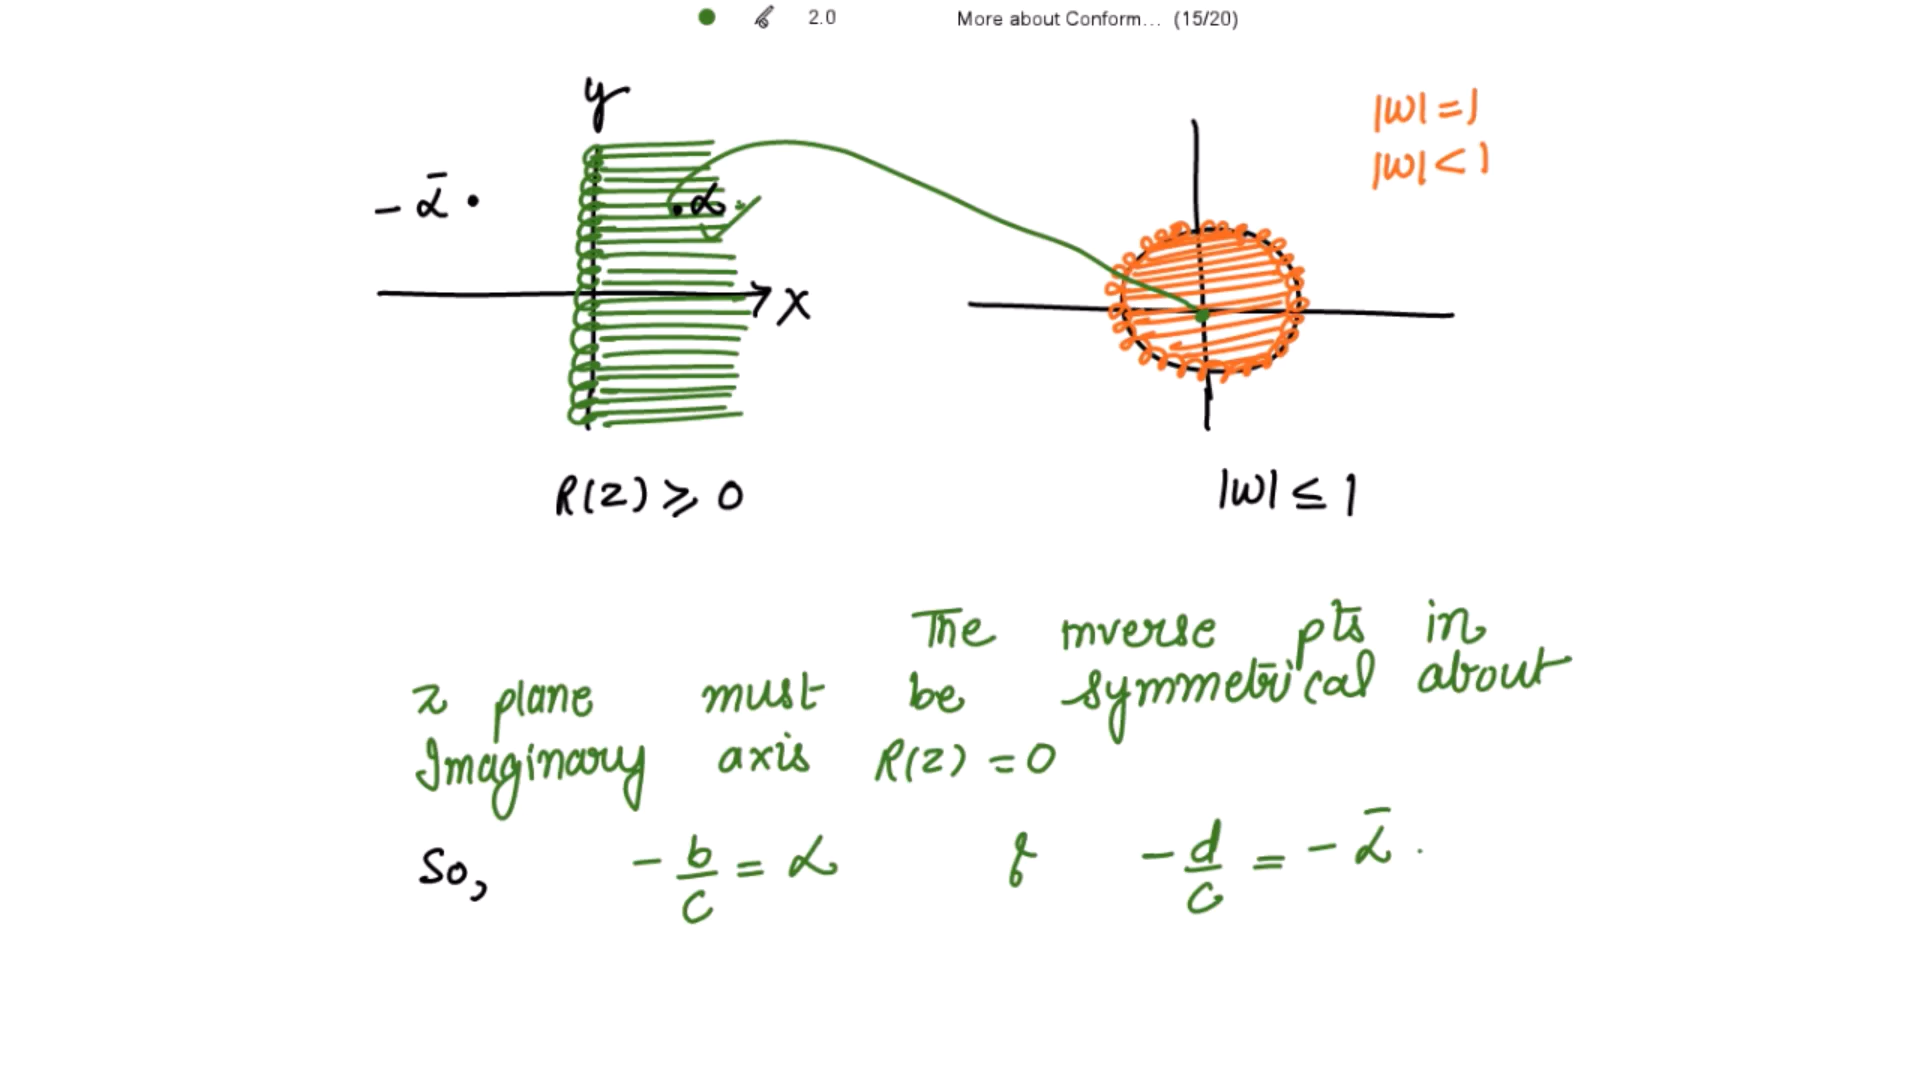 2.0 More about Conform... (15/20)
y
|w| = 1
|w| < 1
- ᾱ .
. α
X
R(z) ⩾ 0
|w| ≤ 1
The inverse pts in
z plane must be symmetrical about
Imaginary axis R(z) = 0
So, - b/c = α & - d/c = - ᾱ .